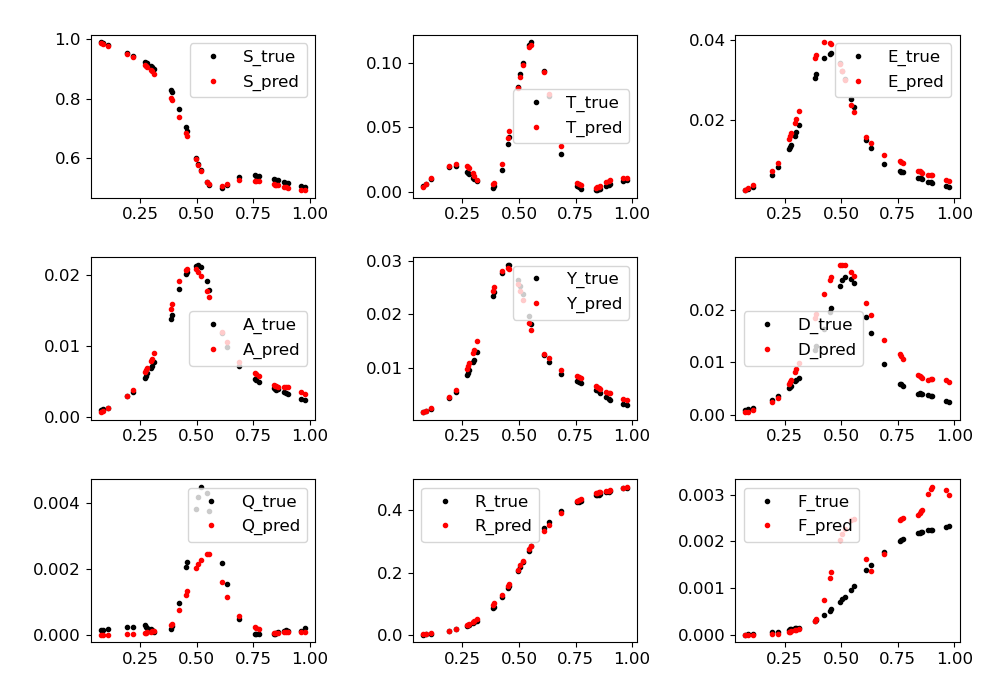 1.0
0.8
0.6
S_true
S_pred
0.25 0.50 0.75 1.00
0.10
0.05
0.00
T_true
T_pred
0.25 0.50 0.75 1.00
0.04
0.02
E_true
E_pred
0.25 0.50 0.75 1.00
0.02
0.01
0.00
A_true
A_pred
0.25 0.50 0.75 1.00
0.03
0.02
0.01
Y_true
Y_pred
0.25 0.50 0.75 1.00
0.02
0.01
0.00
D_true
D_pred
0.25 0.50 0.75 1.00
0.004
0.002
0.000
Q_true
Q_pred
0.25 0.50 0.75 1.00
0.4
0.2
0.0
R_true
R_pred
0.25 0.50 0.75 1.00
0.003
0.002
0.001
0.000
F_true
F_pred
0.25 0.50 0.75 1.00